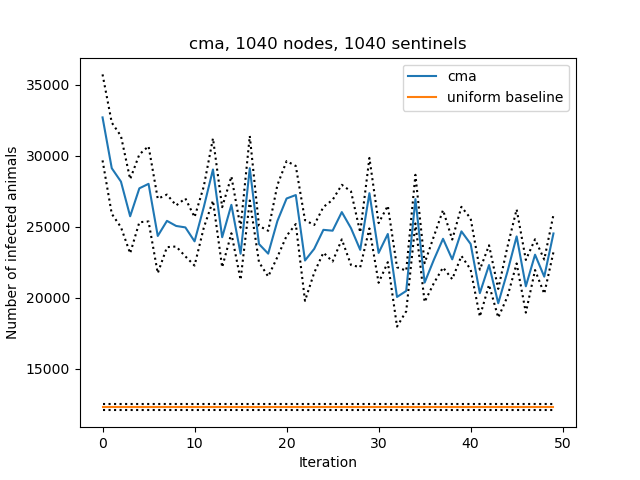 cma, 1040 nodes, 1040 sentinels
cma
uniform baseline
Number of infected animals
35000
30000
25000
20000
15000
0 10 20 30 40 50
Iteration